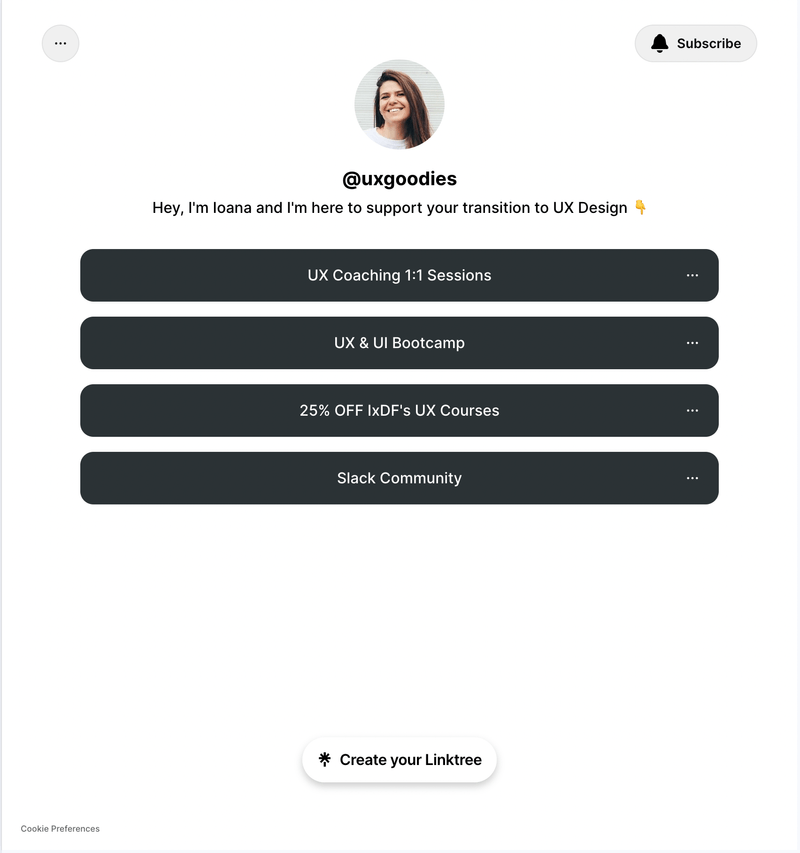 Subscribe
@uxgoodies
Hey, I'm Ioana and I'm here to support your transition to UX Design 👇
UX Coaching 1:1 Sessions
UX & UI Bootcamp
25% OFF IxDF's UX Courses
Slack Community
Create your Linktree
Cookie Preferences